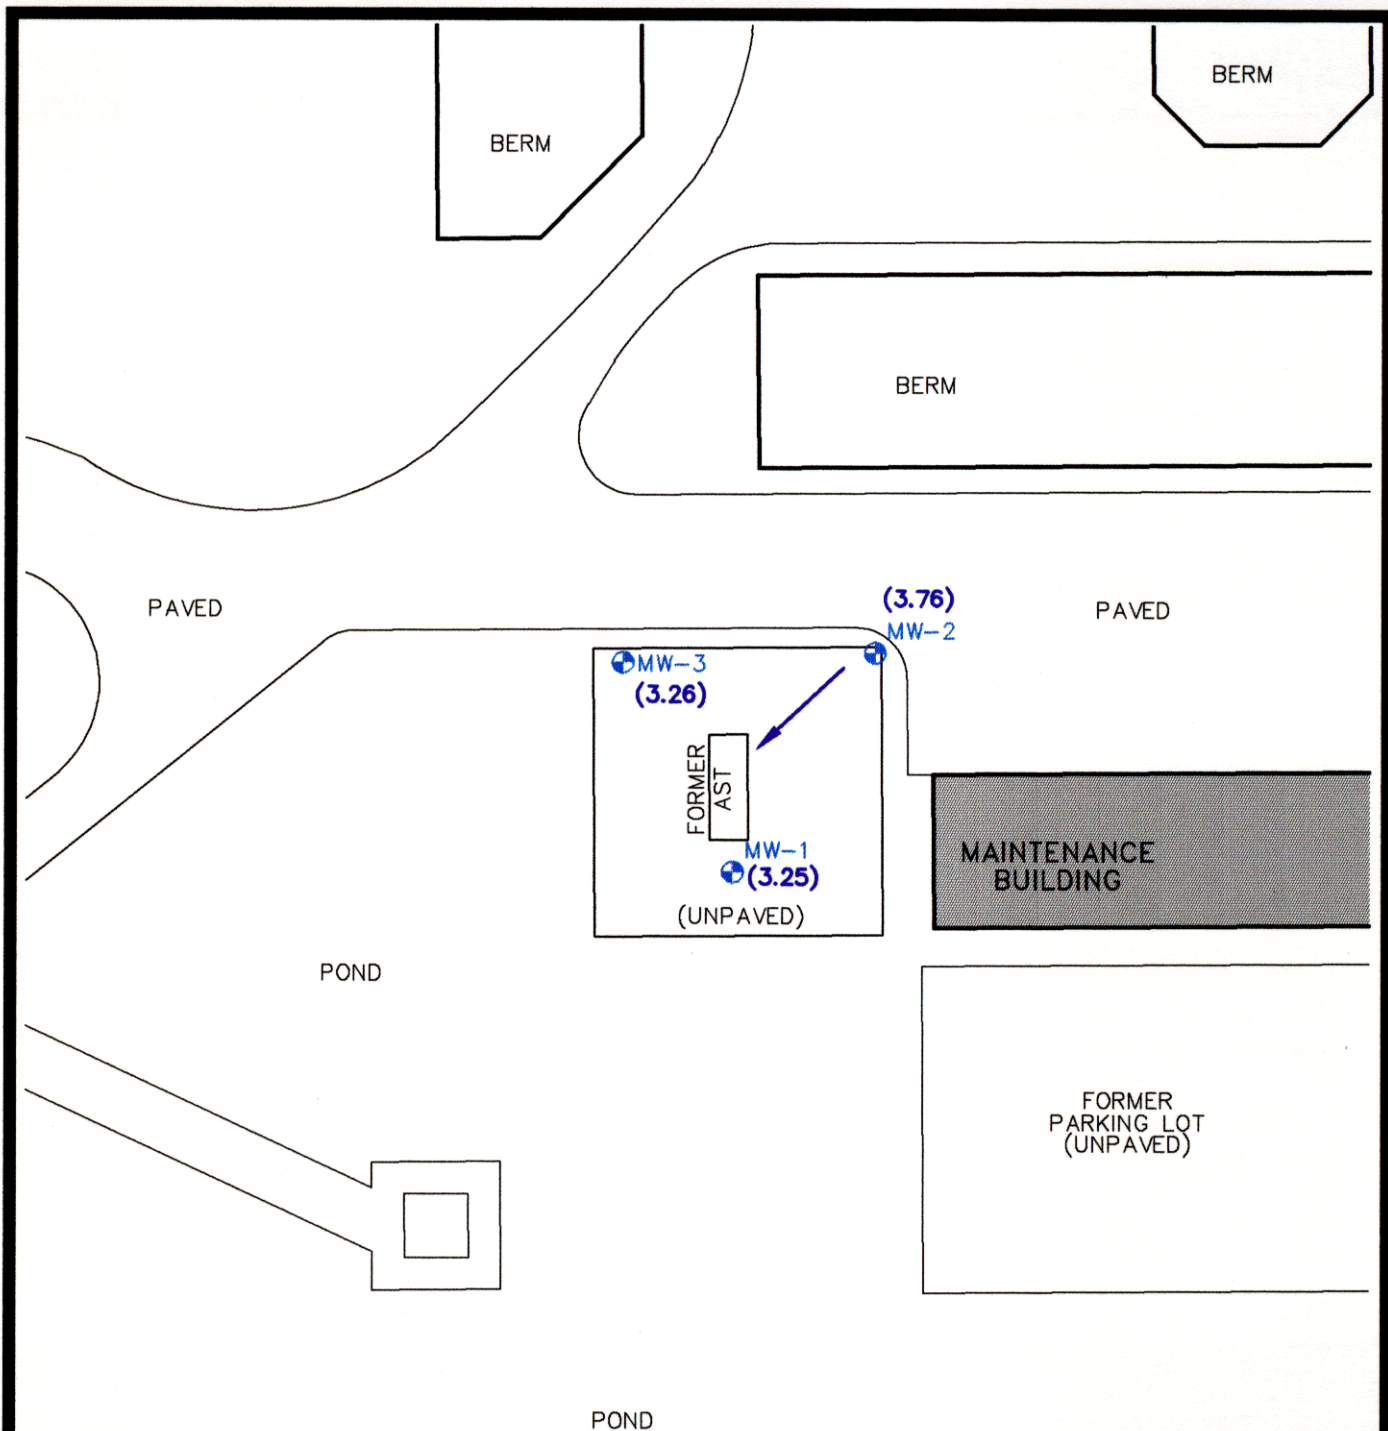 BERM
BERM
BERM
PAVED
(3.76)
MW-2
PAVED
MW-3
(3.26)
FORMER
AST
MW-1
(3.25)
(UNPAVED)
MAINTENANCE
BUILDING
POND
FORMER
PARKING LOT
(UNPAVED)
POND